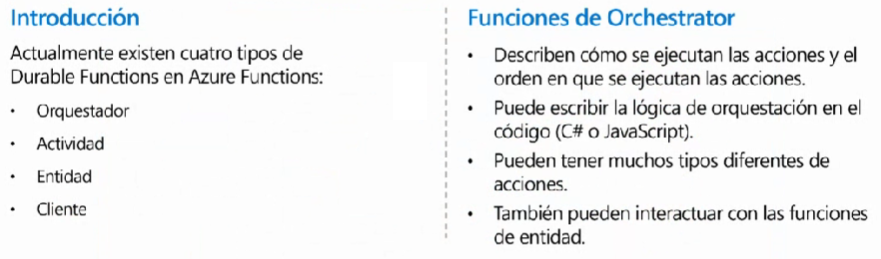 Introducción
Actualmente existen cuatro tipos de
Durable Functions en Azure Functions:
• Orquestador
• Actividad
• Entidad
• Cliente
Funciones de Orchestrator
• Describen cómo se ejecutan las acciones y el
orden en que se ejecutan las acciones.
• Puede escribir la lógica de orquestación en el
código (C# o JavaScript).
• Pueden tener muchos tipos diferentes de
acciones.
• También pueden interactuar con las funciones
de entidad.